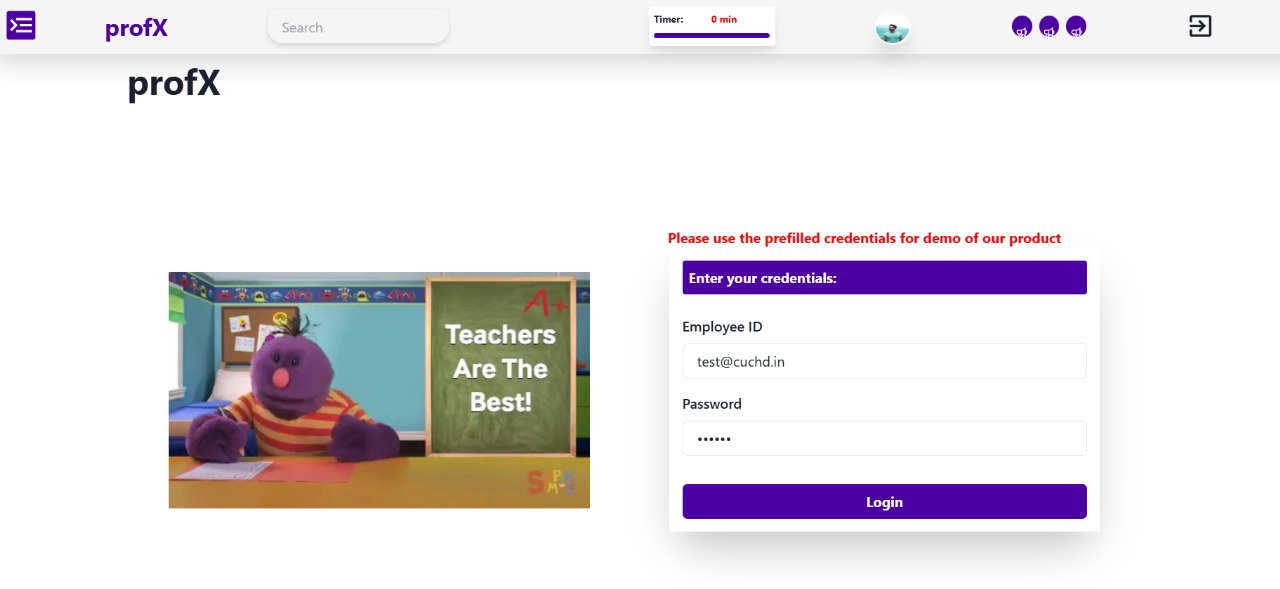 profX
Search
Timer: 0 min
profX
Please use the prefilled credentials for demo of our product
Enter your credentials:
Employee ID
test@cuchd.in
Password
••••••
Login
A+
Teachers
Are The
Best!